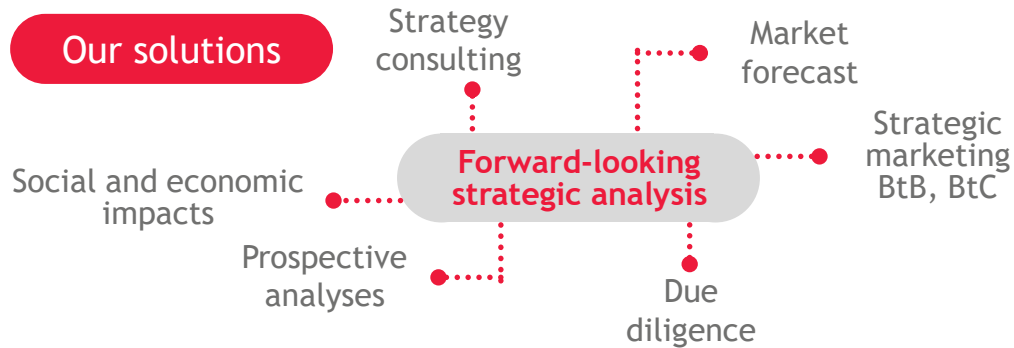 Our solutions
Strategy
consulting
Market
forecast
Strategic
marketing
BtB, BtC
Forward-looking
strategic analysis
Social and economic
impacts
Prospective
analyses
Due
diligence